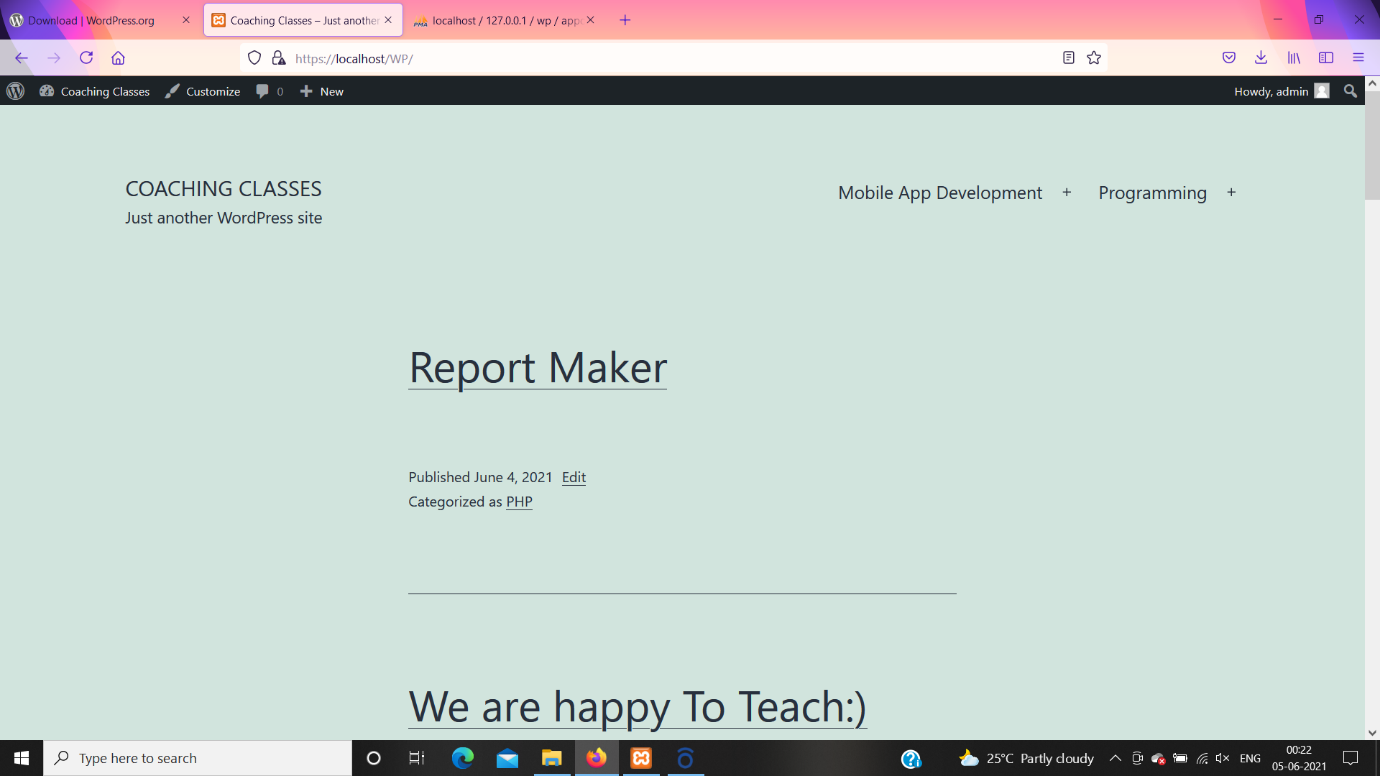 Download | WordPress.org
Coaching Classes – Just another
localhost / 127.0.0.1 / wp / app
https://localhost/WP/
Coaching Classes
Customize
0
New
Howdy, admin
COACHING CLASSES
Just another WordPress site
Mobile App Development +
Programming +
Report Maker
Published June 4, 2021 Edit
Categorized as PHP
We are happy To Teach:)
Type here to search
25°C Partly cloudy
ENG
00:22
05-06-2021